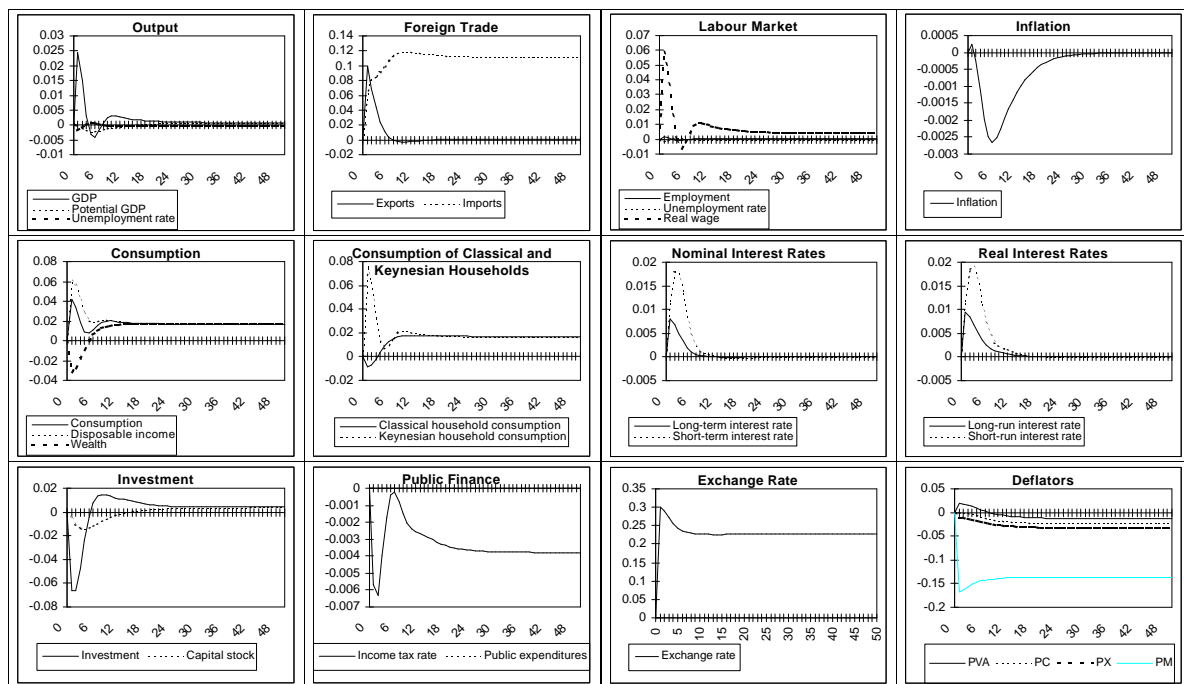 Output
0.03
0.025
0.02
0.015
0.01
0.005
0
-0.005
-0.01
0 6 12 18 24 30 36 42 48
GDP
Potential GDP
Unemployment rate
Foreign Trade
0.14
0.12
0.1
0.08
0.06
0.04
0.02
0
-0.02
0 6 12 18 24 30 36 42 48
Exports Imports
Labour Market
0.07
0.06
0.05
0.04
0.03
0.02
0.01
0
-0.01
0 6 12 18 24 30 36 42 48
Employment
Unemployment rate
Real wage
Inflation
0.0005
0
-0.0005
-0.001
-0.0015
-0.002
-0.0025
-0.003
0 6 12 18 24 30 36 42 48
Inflation
Consumption
0.08
0.06
0.04
0.02
0
-0.02
-0.04
0 6 12 18 24 30 36 42 48
Consumption
Disposable income
Wealth
Consumption of Classical and
Keynesian Households
0.08
0.06
0.04
0.02
0
-0.02
0 6 12 18 24 30 36 42 48
Classical household consumption
Keynesian household consumption
Nominal Interest Rates
0.02
0.015
0.01
0.005
0
-0.005
0 6 12 18 24 30 36 42 48
Long-term interest rate
Short-term interest rate
Real Interest Rates
0.02
0.015
0.01
0.005
0
-0.005
0 6 12 18 24 30 36 42 48
Long-run interest rate
Short-run interest rate
Investment
0.02
0
-0.02
-0.04
-0.06
-0.08
0 6 12 18 24 30 36 42 48
Investment Capital stock
Public Finance
0
-0.001
-0.002
-0.003
-0.004
-0.005
-0.006
-0.007
0 6 12 18 24 30 36 42 48
Income tax rate Public expenditures
Exchange Rate
0.35
0.3
0.25
0.2
0.15
0.1
0.05
0
0 5 10 15 20 25 30 35 40 45 50
Exchange rate
Deflators
0.05
0
-0.05
-0.1
-0.15
-0.2
0 6 12 18 24 30 36 42 48
PVA PC PX PM